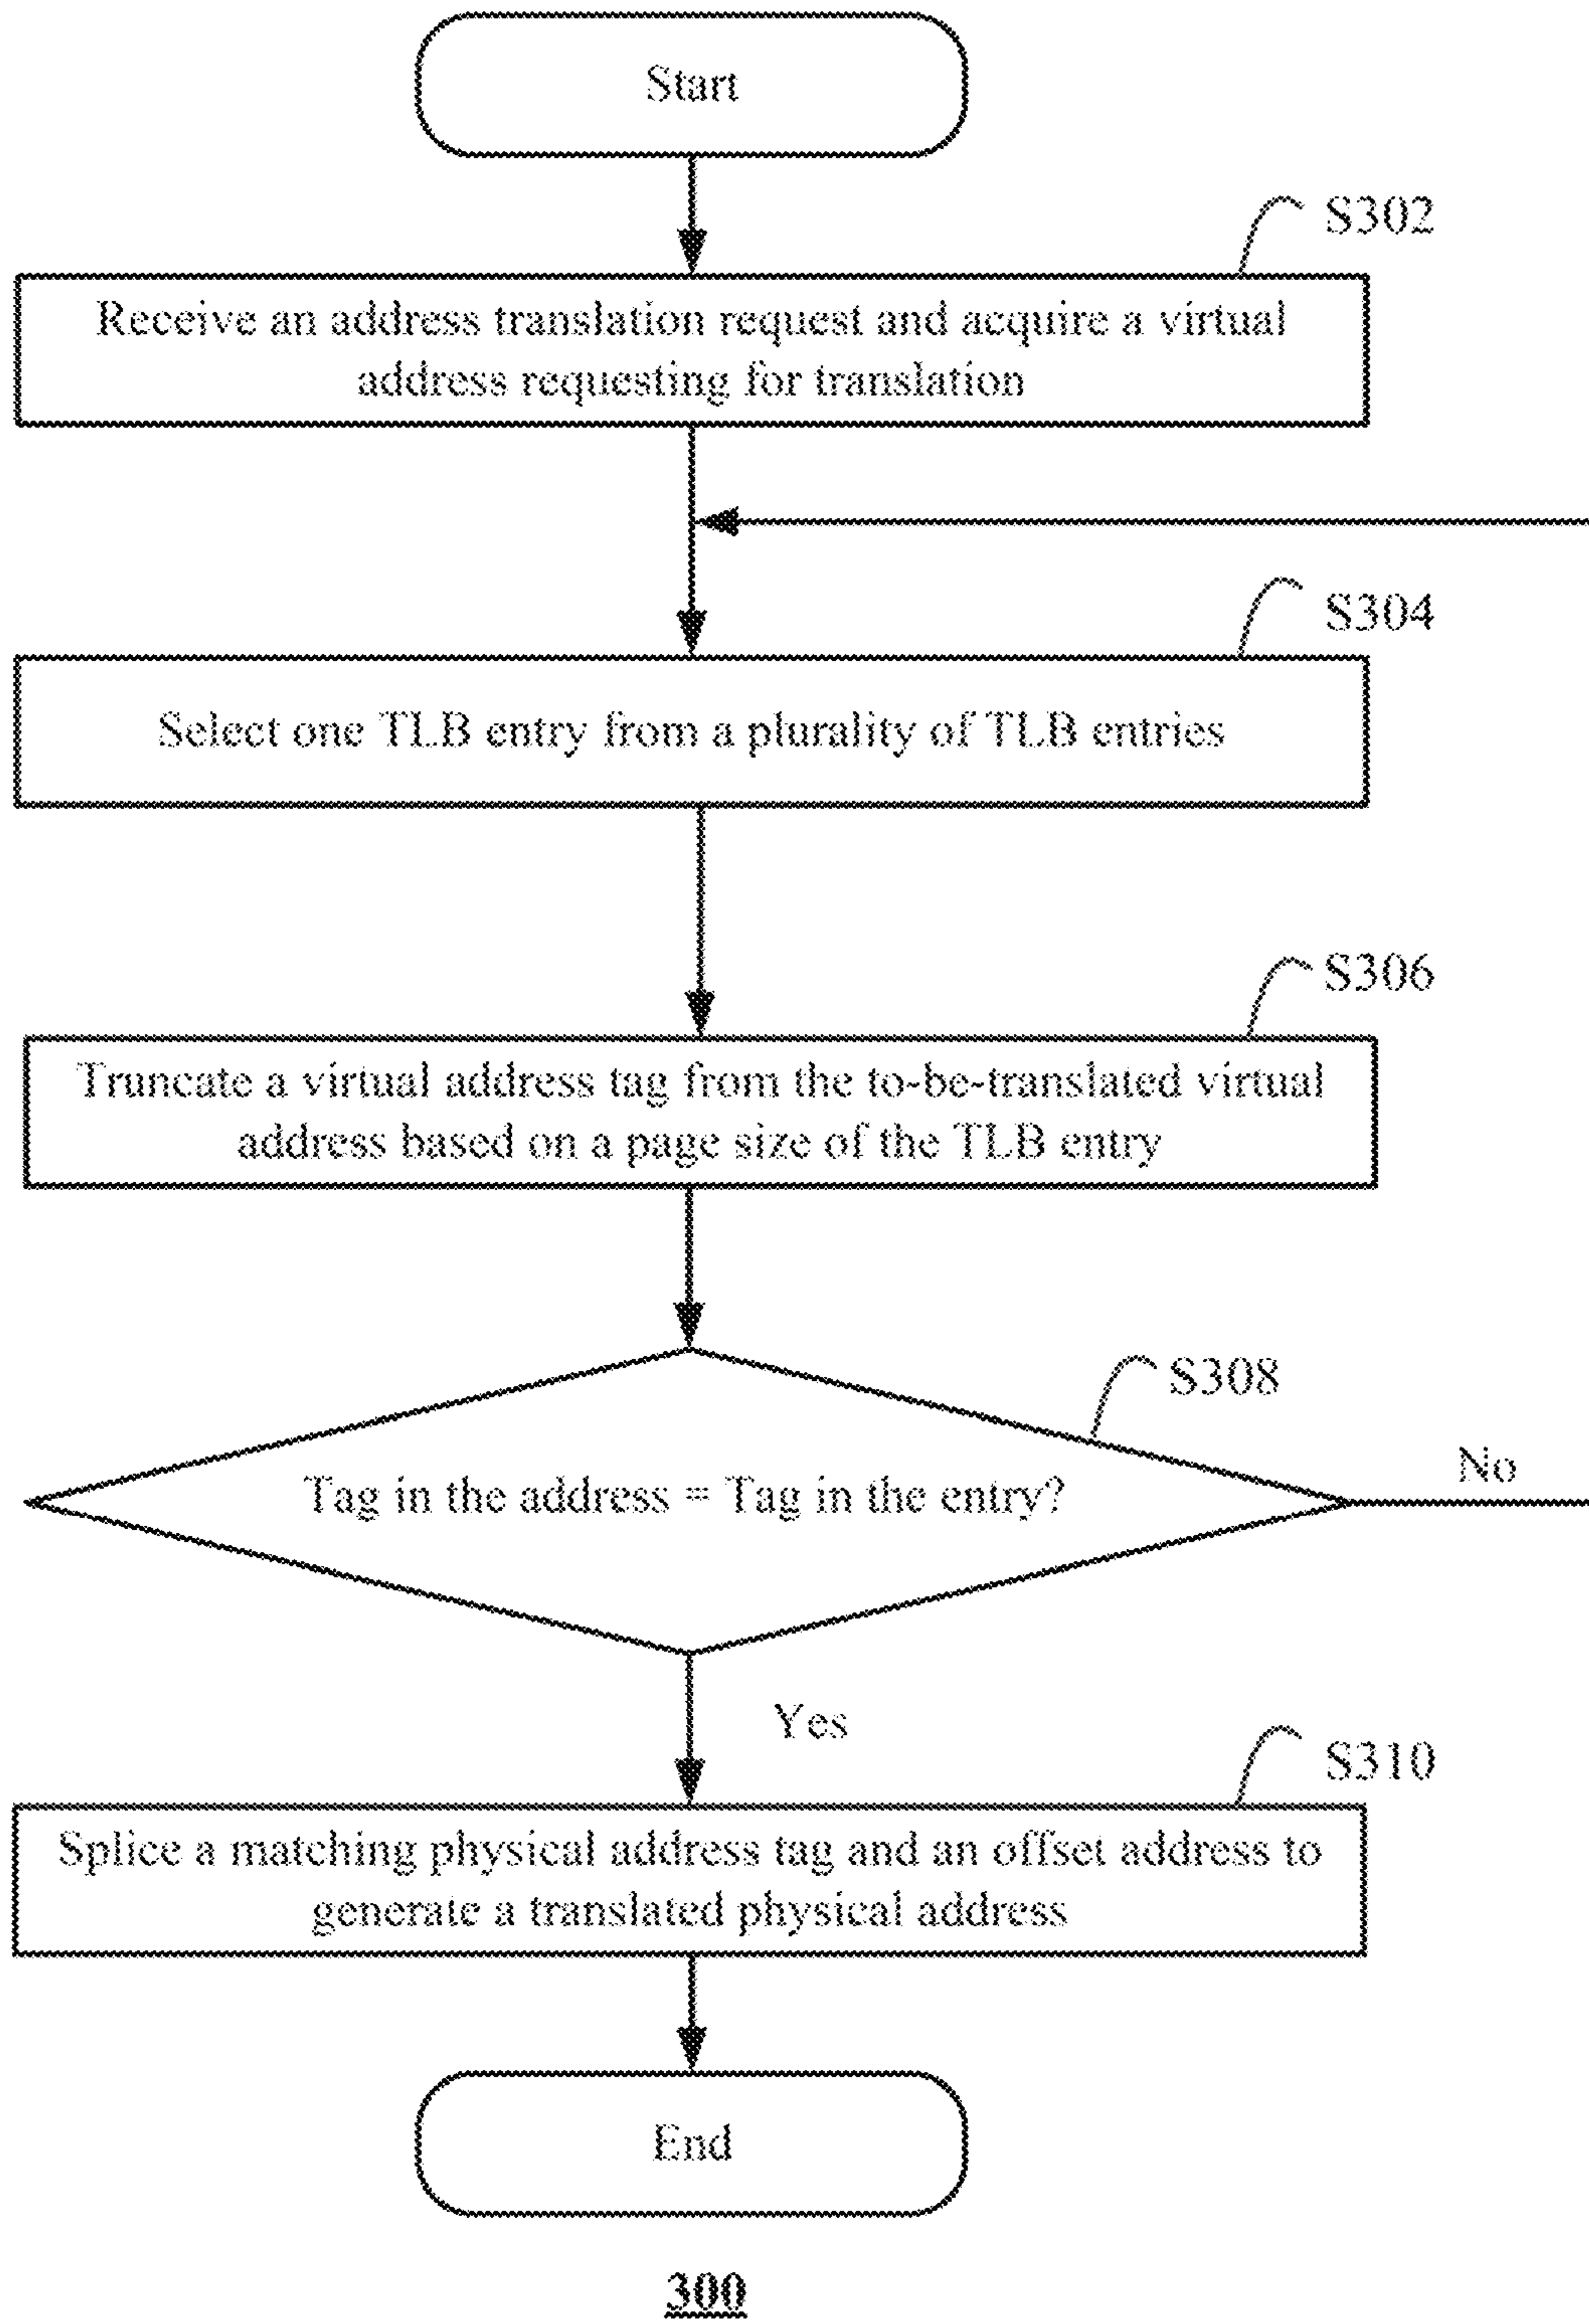 Start
S302
Receive an address translation request and acquire a virtual
address requesting for translation
S304
Select one TLB entry from a plurality of TLB entries
S306
Truncate a virtual address tag from the to-be-translated virtual
address based on a page size of the TLB entry
S308
Tag in the address = Tag in the entry?
No
Yes
S310
Splice a matching physical address tag and an offset address to
generate a translated physical address
End
300